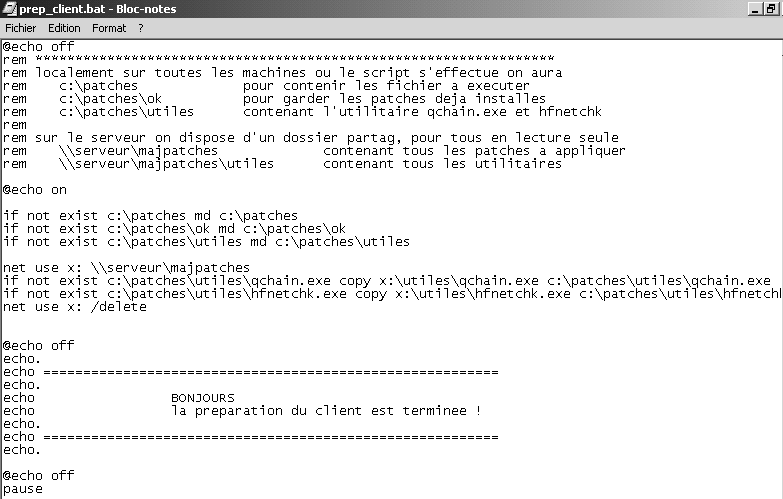 prep_client.bat - Bloc-notes
Fichier Edition Format ?
@echo off
rem *****************************************************************
rem localement sur toutes les machines ou le script s'effectue on aura
rem    c:\patches             pour contenir les fichier a executer
rem    c:\patches\ok          pour garder les patches deja installes
rem    c:\patches\utiles      contenant l'utilitaire qchain.exe et hfnetchk
rem
rem sur le serveur on dispose d'un dossier partag, pour tous en lecture seule
rem    \\serveur\majpatches             contenant tous les patches a appliquer
rem    \\serveur\majpatches\utiles      contenant tous les utilitaires
@echo on
if not exist c:\patches md c:\patches
if not exist c:\patches\ok md c:\patches\ok
if not exist c:\patches\utiles md c:\patches\utiles
net use x: \\serveur\majpatches
if not exist c:\patches\utiles\qchain.exe copy x:\utiles\qchain.exe c:\patches\utiles\qchain.exe
if not exist c:\patches\utiles\hfnetchk.exe copy x:\utiles\hfnetchk.exe c:\patches\utiles\hfnetchk
net use x: /delete
@echo off
echo.
echo =========================================================
echo.
echo                 BONJOURS
echo                 la preparation du client est terminee !
echo.
echo =========================================================
echo.
@echo off
pause